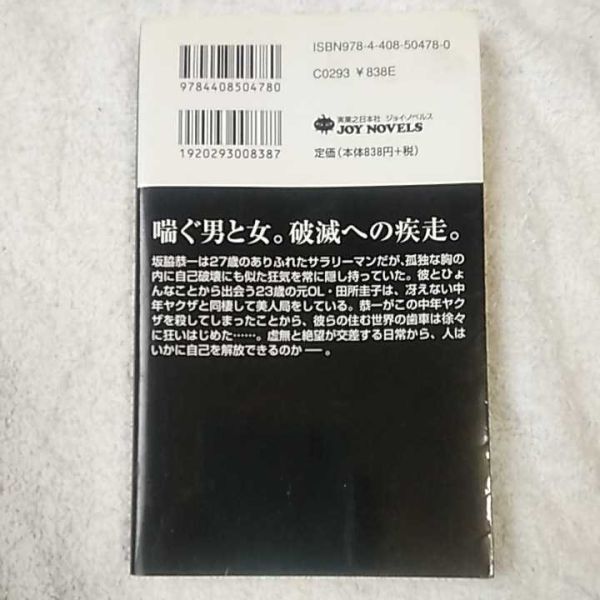 ISBN978-4-408-50478-0
9784408504780
C0293 ¥838E
実業之日本社 ジョイ・ノベルス
JOY NOVELS
1920293008387
定価(本体838円+税)
喘ぐ男と女。破滅への疾走。
坂脇恭一は27歳のありふれたサラリーマンだが、孤独な胸の
内に自己破壊にも似た狂気を常に隠し持っていた。彼とひょ
んなことから出会う23歳の元OL・田所圭子は、冴えない中
年ヤクザと同棲して美人局をしている。恭一がこの中年ヤク
ザを殺してしまったことから、彼らの住む世界の歯車は徐々
に狂いはじめた……。虚無と絶望が交差する日常から、人は
いかに自己を解放できるのか──。